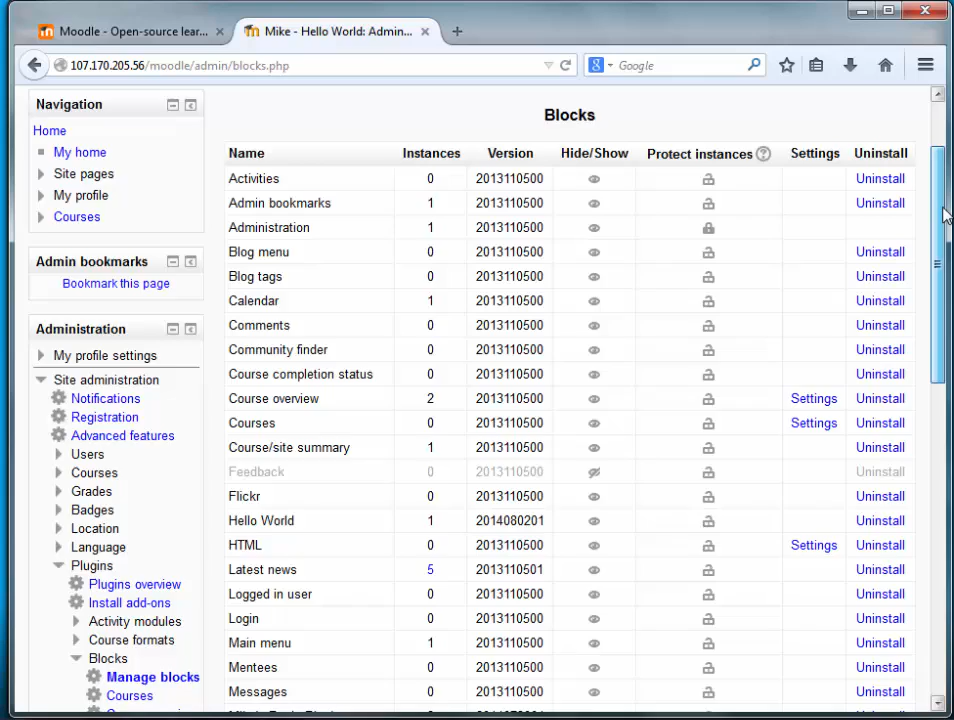 Moodle - Open-source lear...
Mike - Hello World: Admin...
107.170.205.56/moodle/admin/blocks.php
Google
Navigation
Home
My home
Site pages
My profile
Courses
Admin bookmarks
Bookmark this page
Administration
My profile settings
Site administration
Notifications
Registration
Advanced features
Users
Courses
Grades
Badges
Location
Language
Plugins
Plugins overview
Install add-ons
Activity modules
Course formats
Blocks
Manage blocks
Courses
Blocks
Name Instances Version Hide/Show Protect instances Settings Uninstall
Activities 0 2013110500 Uninstall
Admin bookmarks 1 2013110500 Uninstall
Administration 1 2013110500
Blog menu 0 2013110500 Uninstall
Blog tags 0 2013110500 Uninstall
Calendar 1 2013110500 Uninstall
Comments 0 2013110500 Uninstall
Community finder 0 2013110500 Uninstall
Course completion status 0 2013110500 Uninstall
Course overview 2 2013110500 Settings Uninstall
Courses 0 2013110500 Settings Uninstall
Course/site summary 1 2013110500 Uninstall
Feedback 0 2013110500 Uninstall
Flickr 0 2013110500 Uninstall
Hello World 1 2014080201 Uninstall
HTML 0 2013110500 Settings Uninstall
Latest news 5 2013110501 Uninstall
Logged in user 0 2013110500 Uninstall
Login 0 2013110500 Uninstall
Main menu 1 2013110500 Uninstall
Mentees 0 2013110500 Uninstall
Messages 0 2013110500 Uninstall